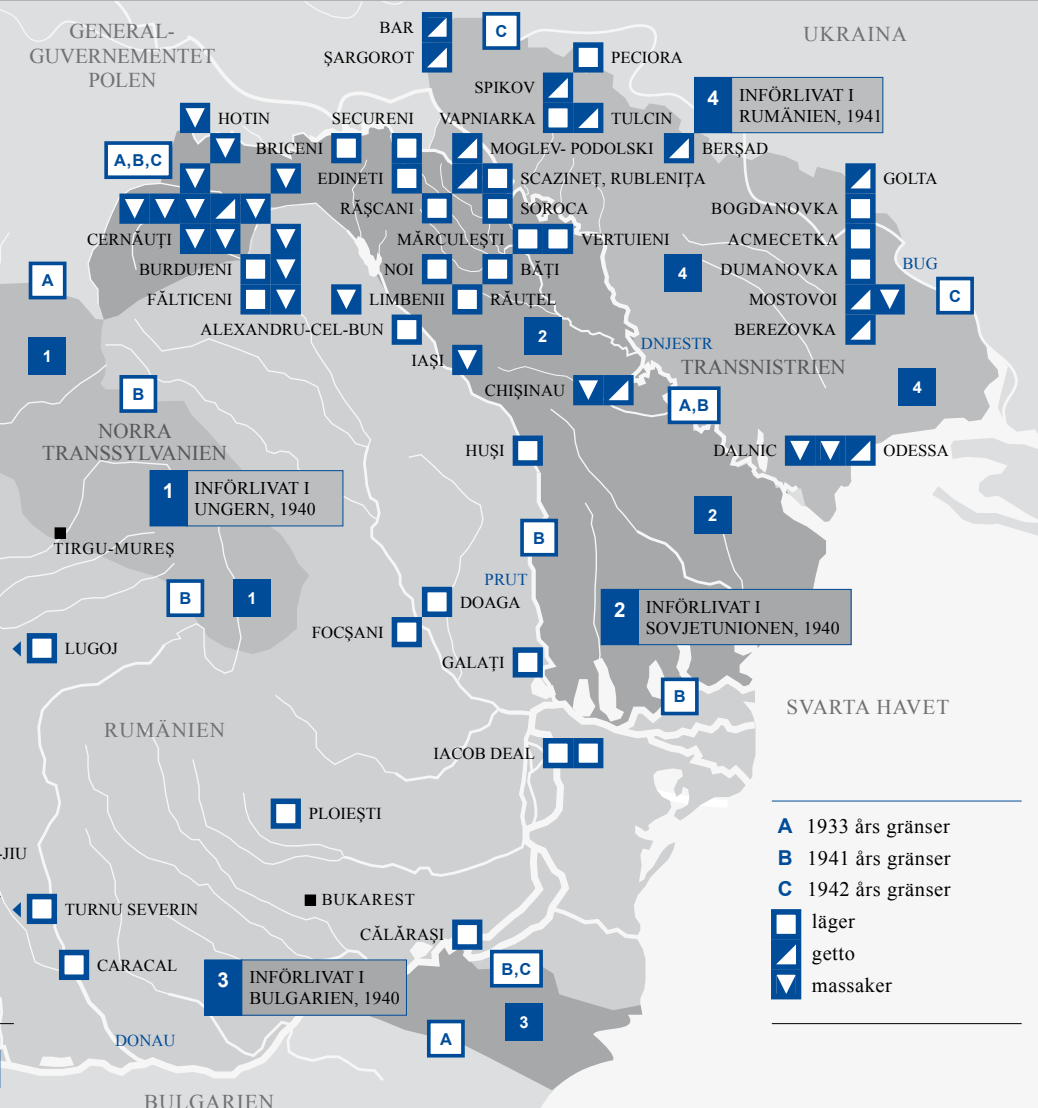 GENERAL-
GUVERNEMENTET
POLEN
BAR
C
UKRAINA
ŞARGOROT
PECIORA
SPIKOV
4 INFÖRLIVAT I
RUMÄNIEN, 1941
HOTIN
SECURENI
VAPNIARKA
TULCIN
A,B,C
BRICENI
MOGLEV- PODOLSKI
BERŞAD
EDINETI
SCAZINEŢ, RUBLENIŢA
GOLTA
RĂŞCANI
SOROCA
BOGDANOVKA
CERNĂUŢI
MĂRCULEŞTI
VERTUIENI
ACMECETKA
BURDUJENI
NOI
BĂŢI
4
DUMANOVKA
BUG
A
FĂLTICENI
LIMBENII
RĂUŢEL
MOSTOVOI
C
ALEXANDRU-CEL-BUN
2
BEREZOVKA
DNJESTR
1
IAŞI
TRANSNISTRIEN
B
CHIŞINAU
A,B
4
NORRA
TRANSSYLVANIEN
HUŞI
DALNIC
ODESSA
1 INFÖRLIVAT I
UNGERN, 1940
2
TIRGU-MUREŞ
B
PRUT
B
1
DOAGA
2 INFÖRLIVAT I
SOVJETUNIONEN, 1940
FOCŞANI
LUGOJ
GALAŢI
B
SVARTA HAVET
RUMÄNIEN
IACOB DEAL
PLOIEŞTI
A 1933 års gränser
-JIU
B 1941 års gränser
C 1942 års gränser
BUKAREST
TURNU SEVERIN
läger
CĂLĂRAŞI
getto
CARACAL
B,C
massaker
3 INFÖRLIVAT I
BULGARIEN, 1940
3
DONAU
A
BULGARIEN